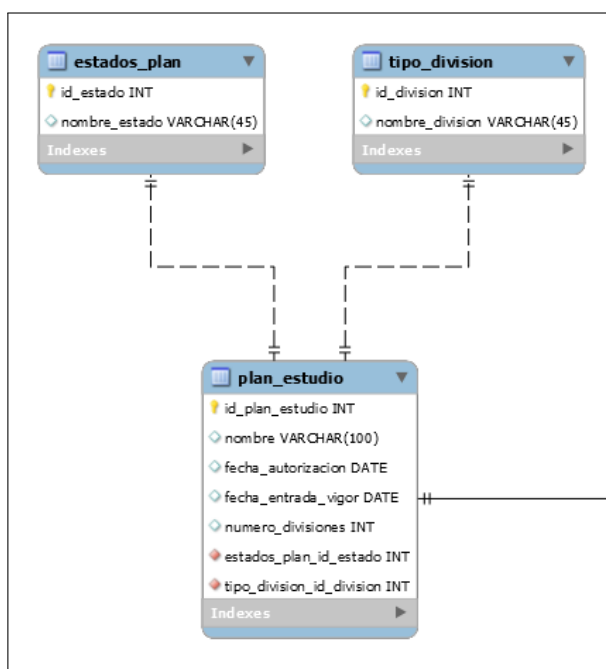 estados_plan
id_estado INT
nombre_estado VARCHAR(45)
Indexes
tipo_division
id_division INT
nombre_division VARCHAR(45)
Indexes
plan_estudio
id_plan_estudio INT
nombre VARCHAR(100)
fecha_autorizacion DATE
fecha_entrada_vigor DATE
numero_divisiones INT
estados_plan_id_estado INT
tipo_division_id_division INT
Indexes